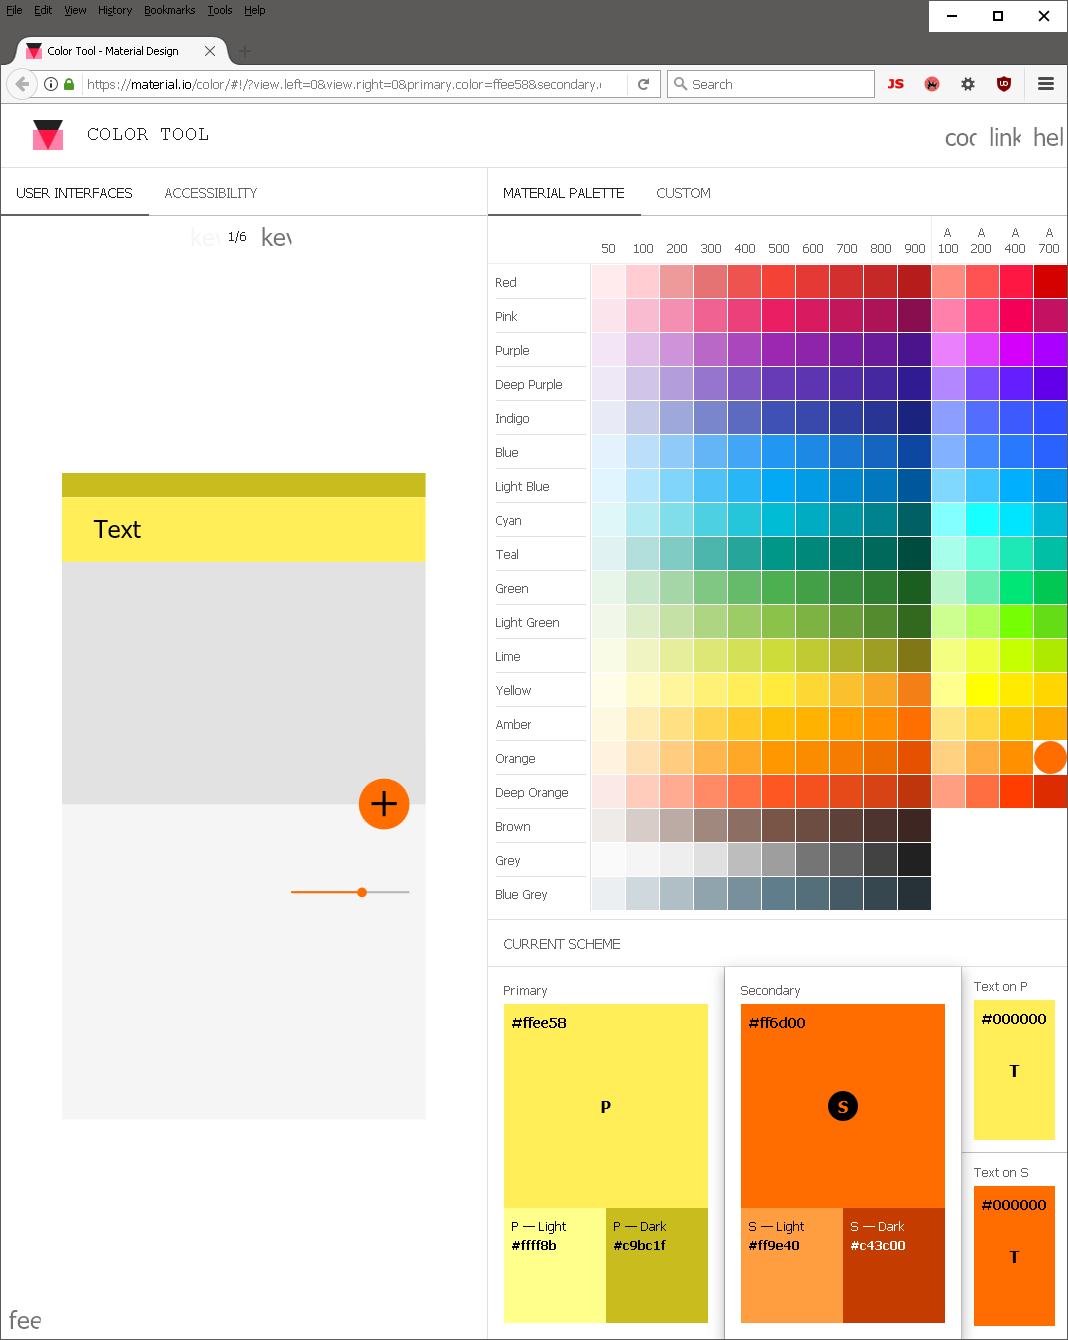 File Edit View History Bookmarks Tools Help
Color Tool - Material Design
https://material.io/color/#!/?view.left=0&view.right=0&primary.color=ffee58&secondary.
Search
JS
COLOR TOOL
coc link hel
USER INTERFACES ACCESSIBILITY
MATERIAL PALETTE CUSTOM
kev 1/6 kev
50 100 200 300 400 500 600 700 800 900 A 100 A 200 A 400 A 700
Red
Pink
Purple
Deep Purple
Indigo
Blue
Light Blue
Cyan
Teal
Green
Light Green
Lime
Yellow
Amber
Orange
Deep Orange
Brown
Grey
Blue Grey
Text
CURRENT SCHEME
Primary
#ffee58
P
P — Light
#ffff8b
P — Dark
#c9bc1f
Secondary
#ff6d00
S
S — Light
#ff9e40
S — Dark
#c43c00
Text on P
#000000
T
Text on S
#000000
T
fee